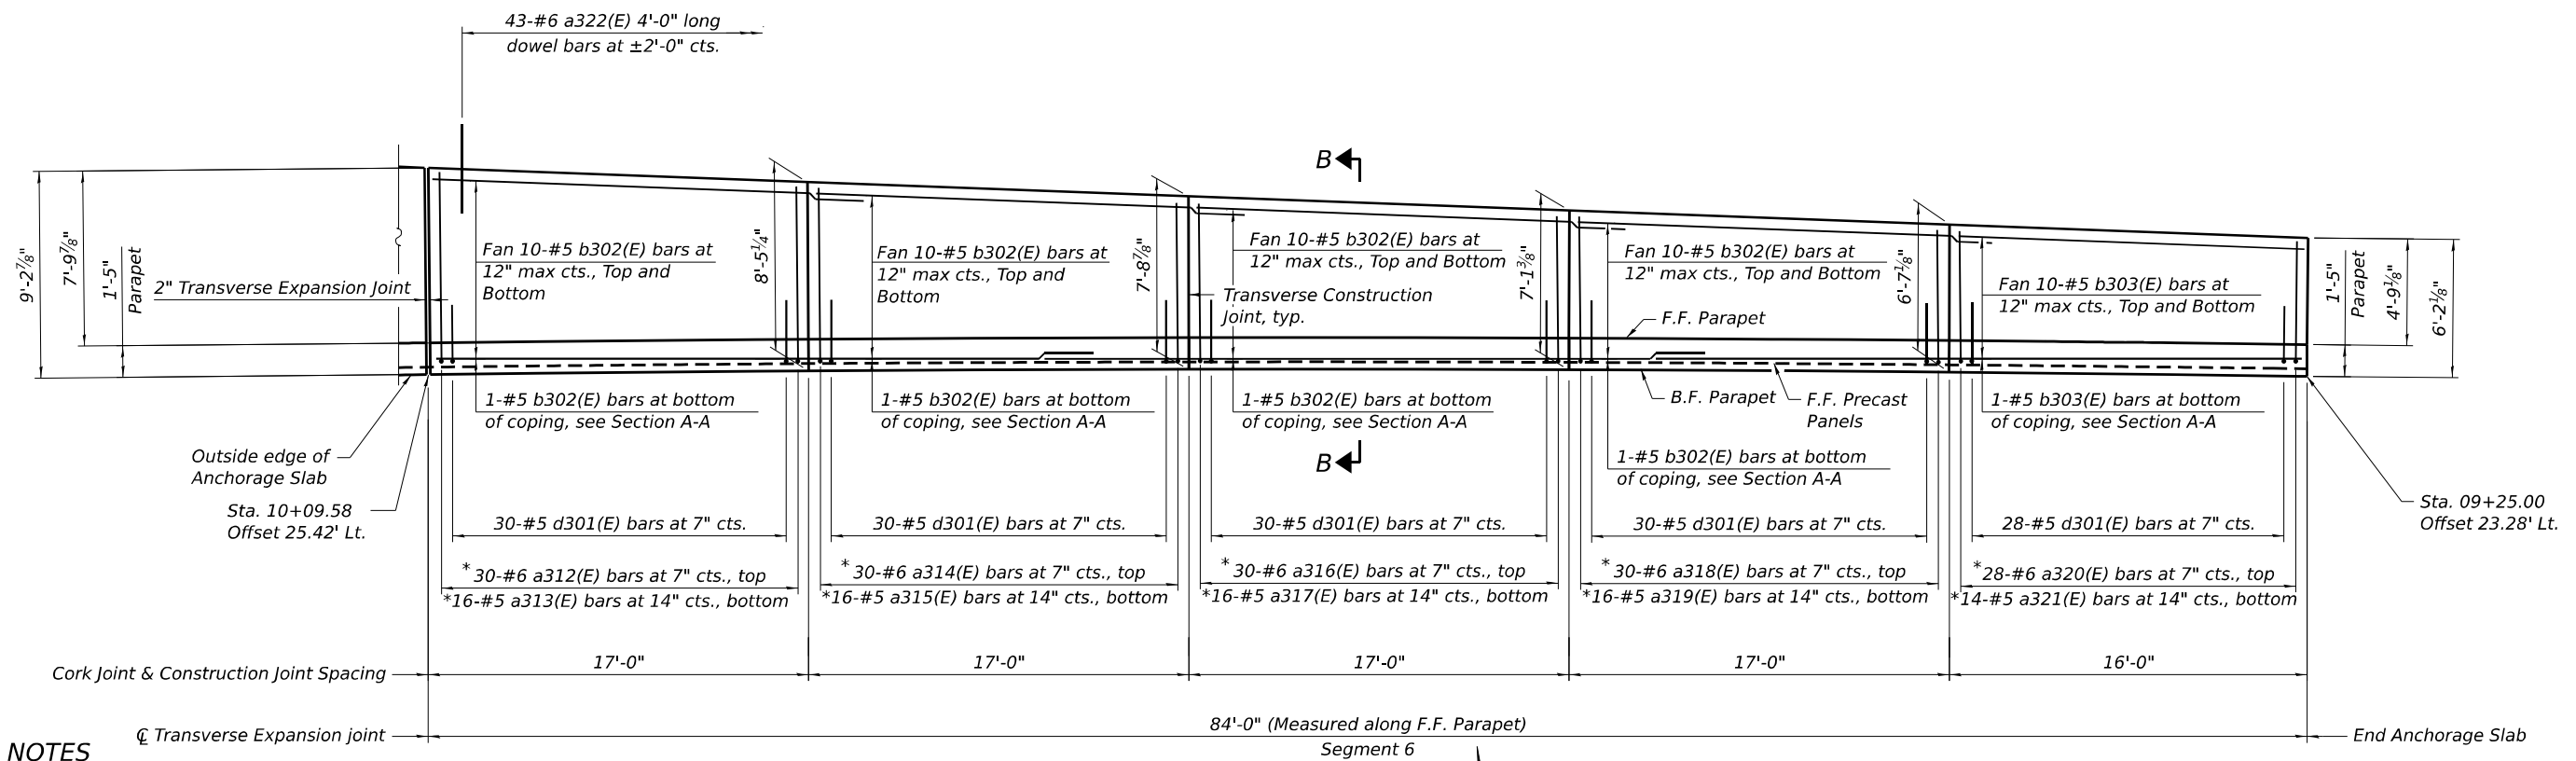 43-#6 a322(E) 4'-0" long
dowel bars at ±2'-0" cts.
B
9'-2⅞"
7'-9⅞"
1'-5"
Parapet
2" Transverse Expansion Joint
Fan 10-#5 b302(E) bars at
12" max cts., Top and
Bottom
8'-5¼"
Fan 10-#5 b302(E) bars at
12" max cts., Top and
Bottom
7'-8⅞"
Fan 10-#5 b302(E) bars at
12" max cts., Top and Bottom
Transverse Construction
Joint, typ.
7'-1⅜"
Fan 10-#5 b302(E) bars at
12" max cts., Top and Bottom
F.F. Parapet
6'-7⅛"
Fan 10-#5 b303(E) bars at
12" max cts., Top and Bottom
1'-5"
Parapet
4'-9⅛"
6'-2⅛"
1-#5 b302(E) bars at bottom
of coping, see Section A-A
1-#5 b302(E) bars at bottom
of coping, see Section A-A
1-#5 b302(E) bars at bottom
of coping, see Section A-A
B.F. Parapet
F.F. Precast
Panels
1-#5 b303(E) bars at bottom
of coping, see Section A-A
1-#5 b302(E) bars at bottom
of coping, see Section A-A
B
Outside edge of
Anchorage Slab
Sta. 10+09.58
Offset 25.42' Lt.
Sta. 09+25.00
Offset 23.28' Lt.
30-#5 d301(E) bars at 7" cts.
30-#5 d301(E) bars at 7" cts.
30-#5 d301(E) bars at 7" cts.
30-#5 d301(E) bars at 7" cts.
28-#5 d301(E) bars at 7" cts.
*30-#6 a312(E) bars at 7" cts., top
*16-#5 a313(E) bars at 14" cts., bottom
*30-#6 a314(E) bars at 7" cts., top
*16-#5 a315(E) bars at 14" cts., bottom
*30-#6 a316(E) bars at 7" cts., top
*16-#5 a317(E) bars at 14" cts., bottom
*30-#6 a318(E) bars at 7" cts., top
*16-#5 a319(E) bars at 14" cts., bottom
*28-#6 a320(E) bars at 7" cts., top
*14-#5 a321(E) bars at 14" cts., bottom
Cork Joint & Construction Joint Spacing
17'-0"
17'-0"
17'-0"
17'-0"
16'-0"
℄ Transverse Expansion joint
84'-0" (Measured along F.F. Parapet)
Segment 6
End Anchorage Slab
NOTES